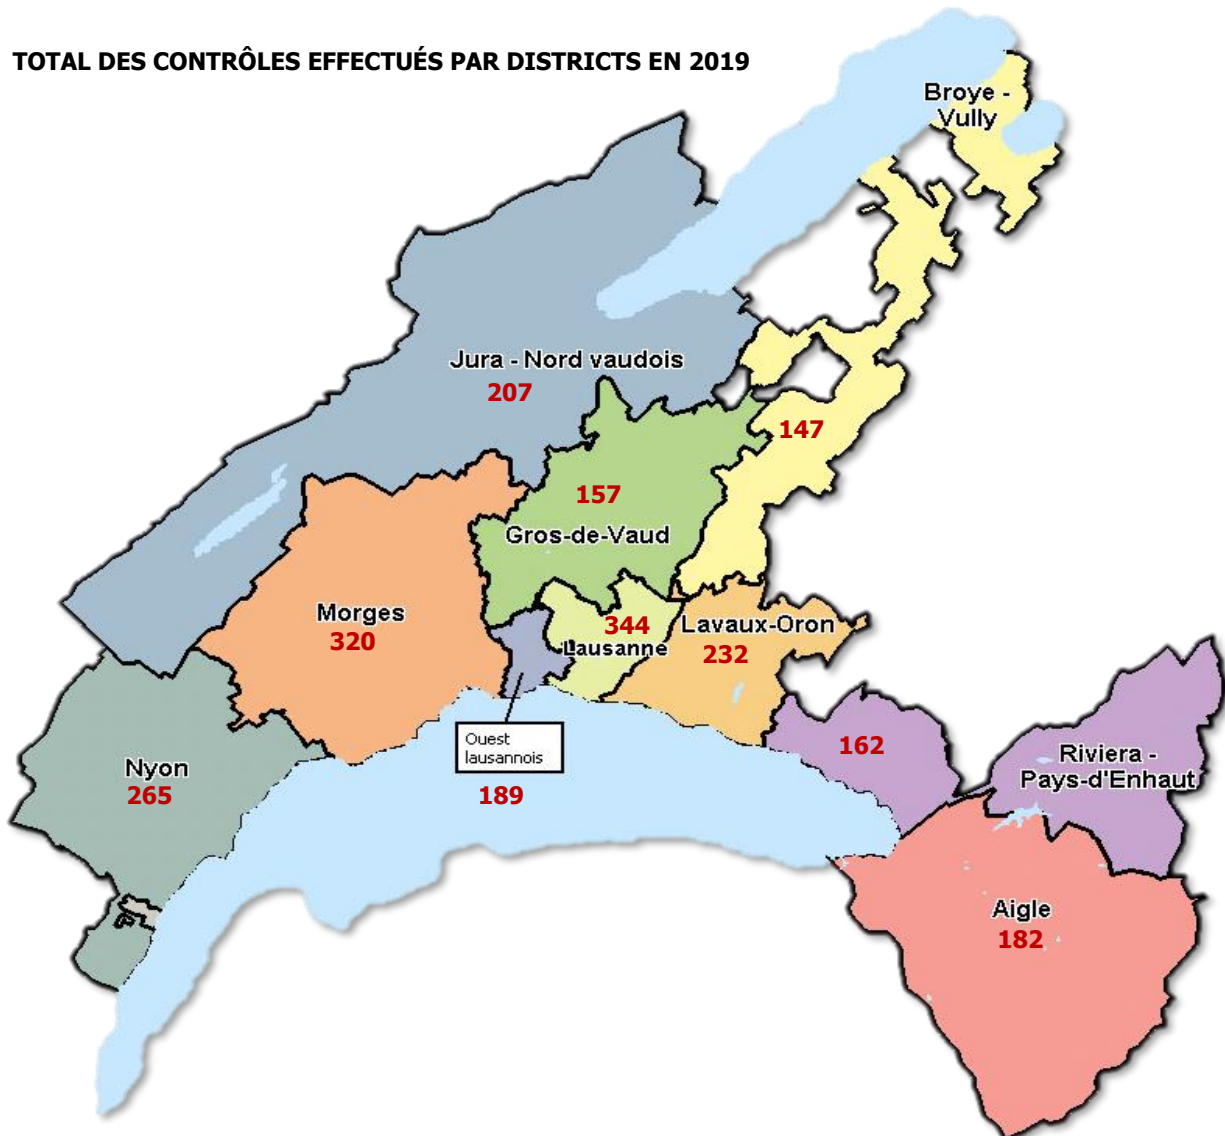 TOTAL DES CONTRÔLES EFFECTUÉS PAR DISTRICTS EN 2019
Broye -
Vully
Jura - Nord vaudois
207
147
157
Gros-de-Vaud
Morges
320
344
Lausanne
Lavaux-Oron
232
Ouest
lausannois
189
162
Riviera -
Pays-d'Enhaut
Nyon
265
Aigle
182